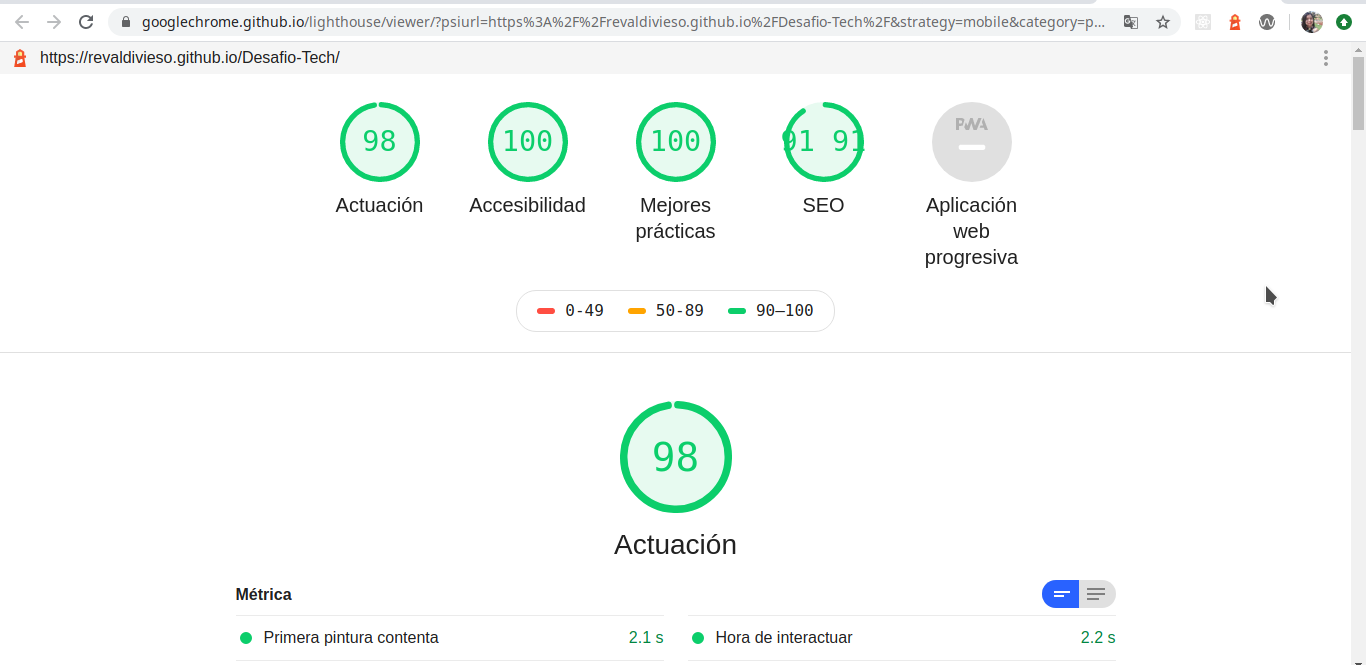 googlechrome.github.io/lighthouse/viewer/?psiurl=https%3A%2F%2Frevaldivieso.github.io%2FDesafio-Tech%2F&strategy=mobile&category=p...
https://revaldivieso.github.io/Desafio-Tech/
98 100 100 91 91 PWA
Actuación Accesibilidad Mejores prácticas SEO Aplicación web progresiva
0-49 50-89 90–100
98
Actuación
Métrica
Primera pintura contenta 2.1 s Hora de interactuar 2.2 s